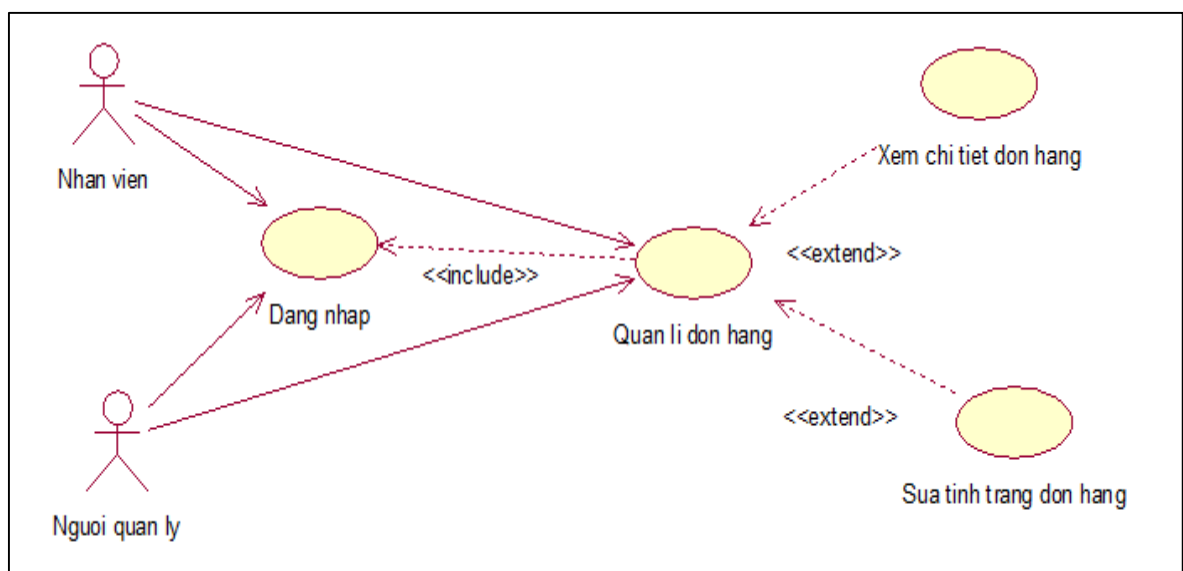 Nhan vien
Xem chi tiet don hang
<<extend>>
<<include>>
Dang nhap
Quan li don hang
<<extend>>
Sua tinh trang don hang
Nguoi quan ly